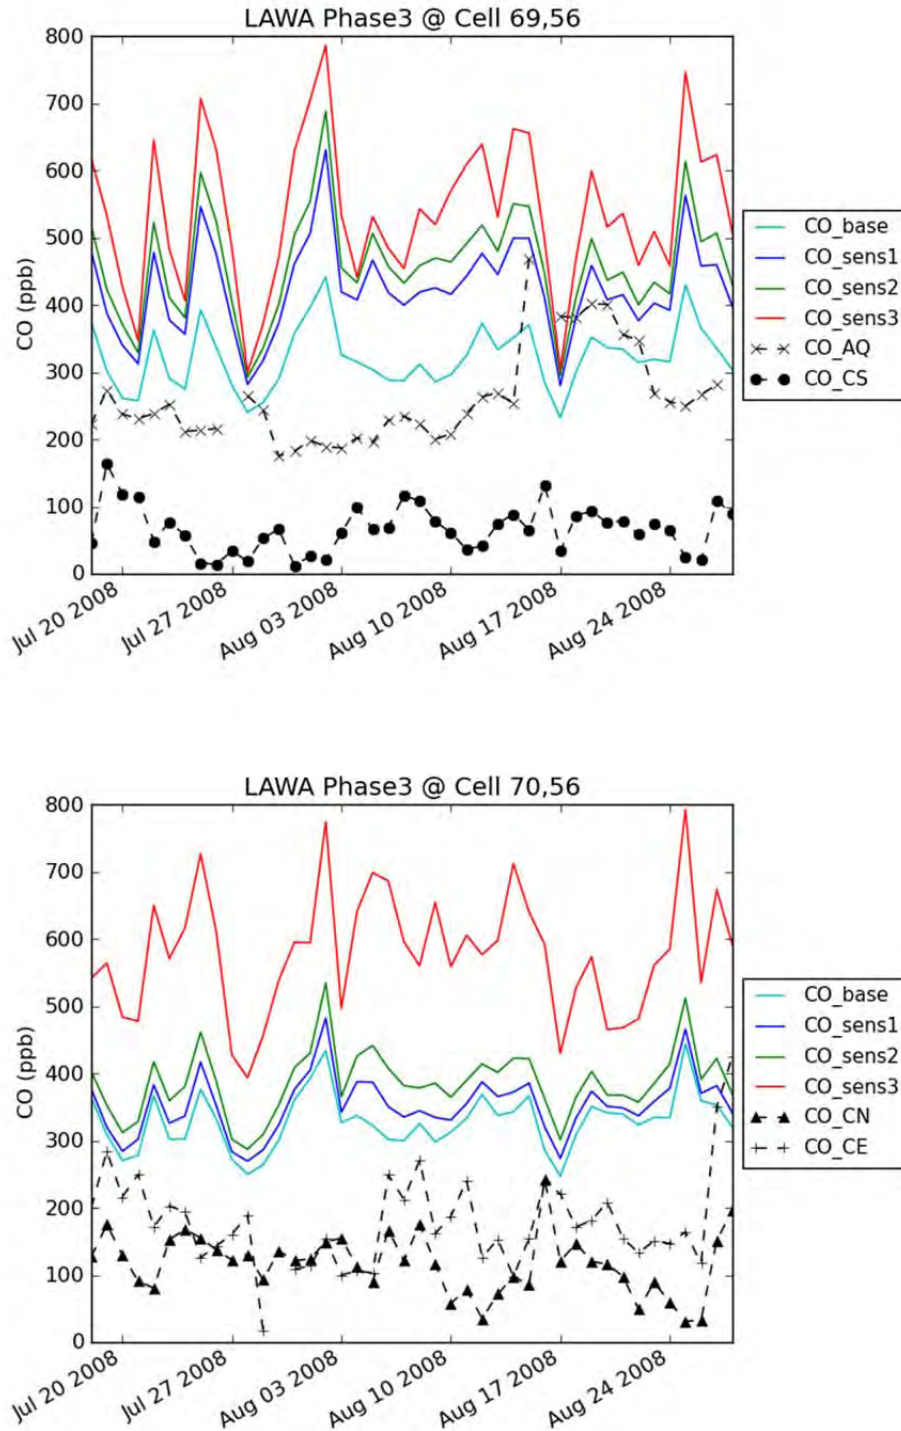 LAWA Phase3 @ Cell 69,56
800
700
600
500
400
300
200
100
0
CO (ppb)
Jul 20 2008
Jul 27 2008
Aug 03 2008
Aug 10 2008
Aug 17 2008
Aug 24 2008
CO_base
CO_sens1
CO_sens2
CO_sens3
CO_AQ
CO_CS
LAWA Phase3 @ Cell 70,56
800
700
600
500
400
300
200
100
0
CO (ppb)
Jul 20 2008
Jul 27 2008
Aug 03 2008
Aug 10 2008
Aug 17 2008
Aug 24 2008
CO_base
CO_sens1
CO_sens2
CO_sens3
CO_CN
CO_CE